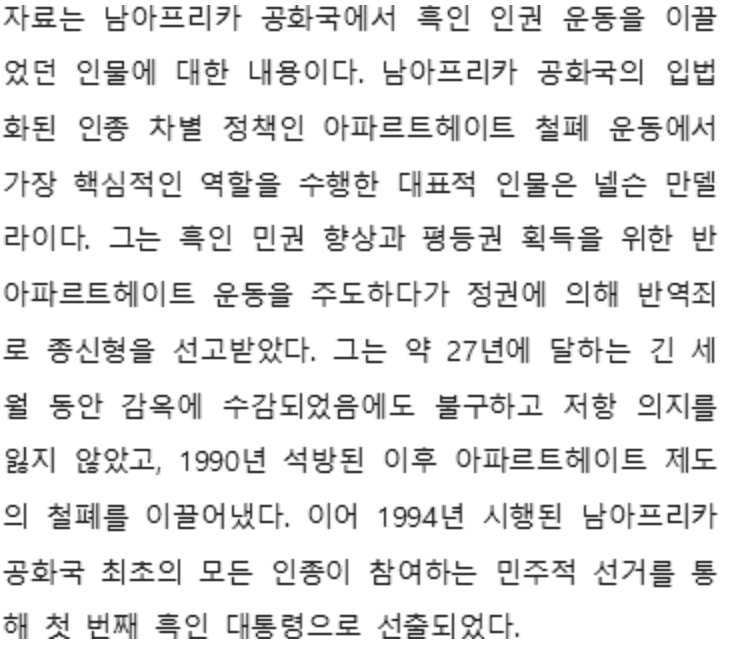 자료는 남아프리카 공화국에서 흑인 인권 운동을 이끌
었던 인물에 대한 내용이다. 남아프리카 공화국의 입법
화된 인종 차별 정책인 아파르트헤이트 철폐 운동에서
가장 핵심적인 역할을 수행한 대표적 인물은 넬슨 만델
라이다. 그는 흑인 민권 향상과 평등권 획득을 위한 반
아파르트헤이트 운동을 주도하다가 정권에 의해 반역죄
로 종신형을 선고받았다. 그는 약 27년에 달하는 긴 세
월 동안 감옥에 수감되었음에도 불구하고 저항 의지를
잃지 않았고, 1990년 석방된 이후 아파르트헤이트 제도
의 철폐를 이끌어냈다. 이어 1994년 시행된 남아프리카
공화국 최초의 모든 인종이 참여하는 민주적 선거를 통
해 첫 번째 흑인 대통령으로 선출되었다.